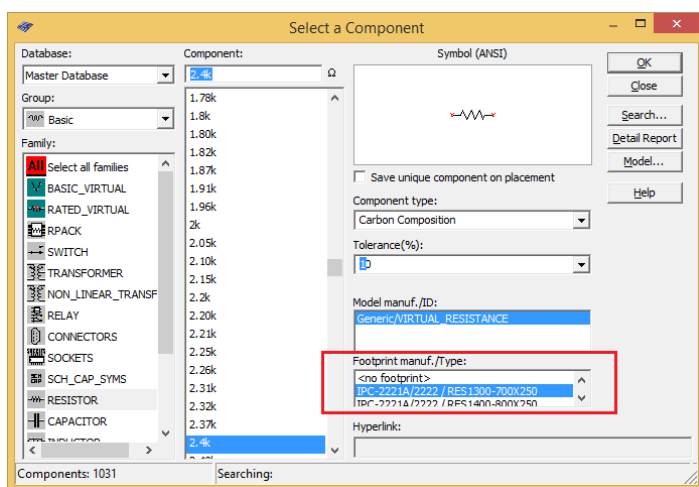 Select a Component
Database:
Master Database
Group:
Basic
Family:
All Select all families
BASIC_VIRTUAL
RATED_VIRTUAL
RPACK
SWITCH
TRANSFORMER
NON_LINEAR_TRANSF
RELAY
CONNECTORS
SOCKETS
SCH_CAP_SYMS
RESISTOR
CAPACITOR
INDUCTOR
Component:
2.4k
Ω
1.78k
1.8k
1.80k
1.82k
1.87k
1.91k
1.96k
2k
2.05k
2.10k
2.15k
2.2k
2.20k
2.21k
2.25k
2.26k
2.31k
2.32k
2.37k
2.4k
Symbol (ANSI)
Save unique component on placement
Component type:
Carbon Composition
Tolerance(%):
10
Model manuf./ID:
Generic/VIRTUAL_RESISTANCE
Footprint manuf./Type:
<no footprint>
IPC-2221A/2222 / RES1300-700X250
IPC-2221A/2222 / RES1400-800X250
Hyperlink:
OK
Close
Search...
Detail Report
Model...
Help
Components: 1031
Searching: